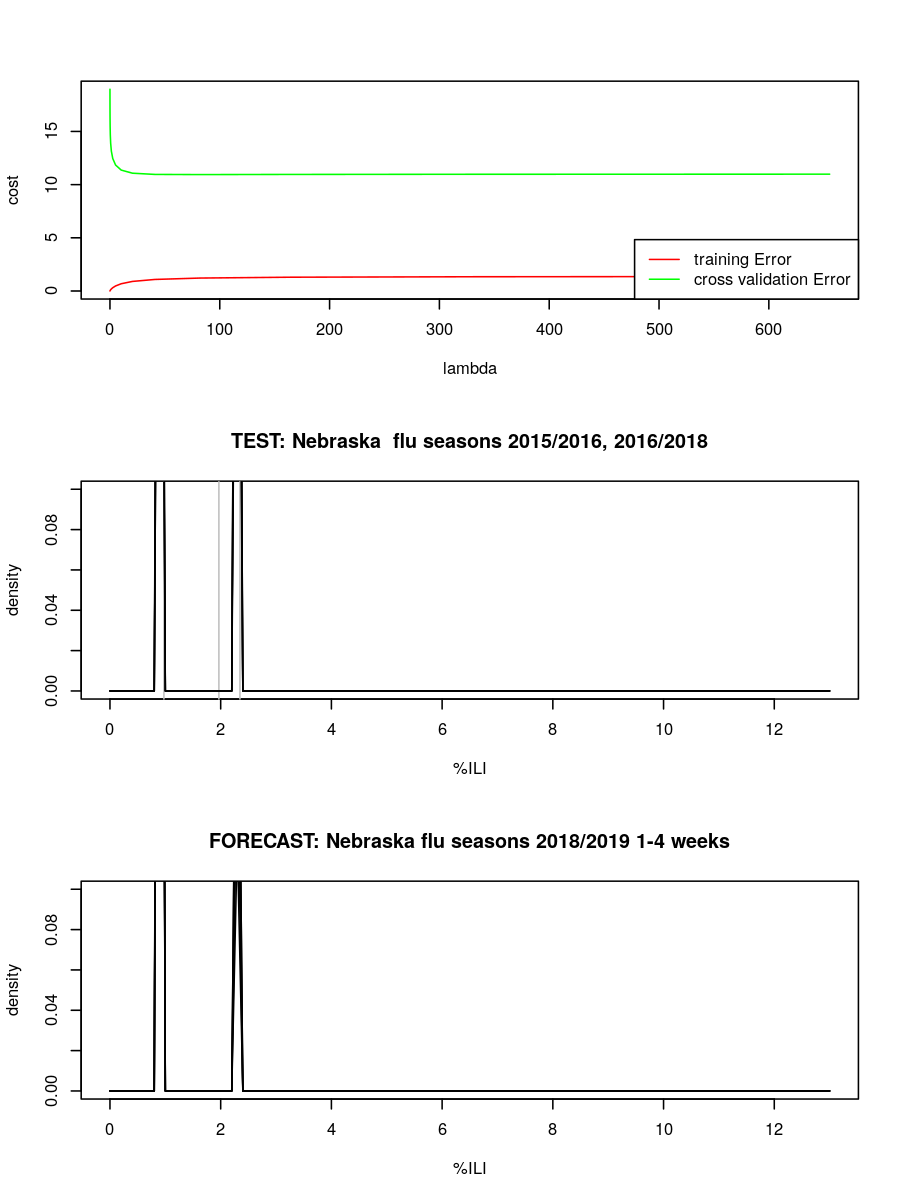 15
10
5
0
cost
training Error
cross validation Error
0 100 200 300 400 500 600
lambda
TEST: Nebraska  flu seasons 2015/2016, 2016/2018
0.08
0.04
0.00
density
0 2 4 6 8 10 12
%ILI
FORECAST: Nebraska flu seasons 2018/2019 1-4 weeks
0.08
0.04
0.00
density
0 2 4 6 8 10 12
%ILI